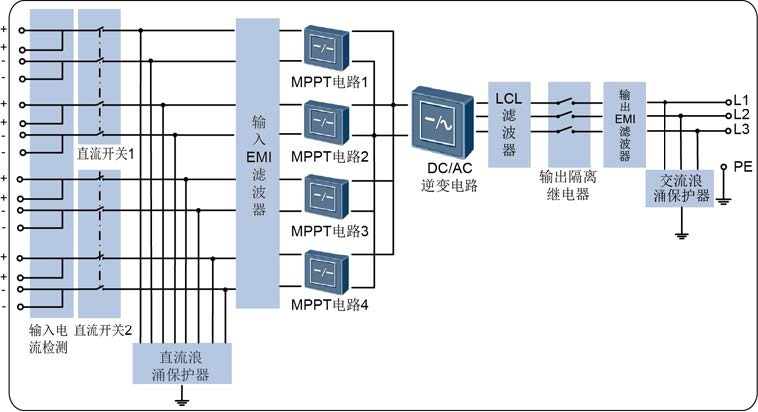 +
+
-
-
+
+
-
-
+
+
-
-
+
+
-
-
输入电
流检测
直流开关1
直流开关2
直流浪
涌保护器
输
入
EMI
滤
波
器
MPPT电路1
MPPT电路2
MPPT电路3
MPPT电路4
DC/AC
逆变电路
LCL
滤
波
器
输出隔离
继电器
输
出
EMI
滤
波
器
L1
L2
L3
PE
交流浪
涌保护器